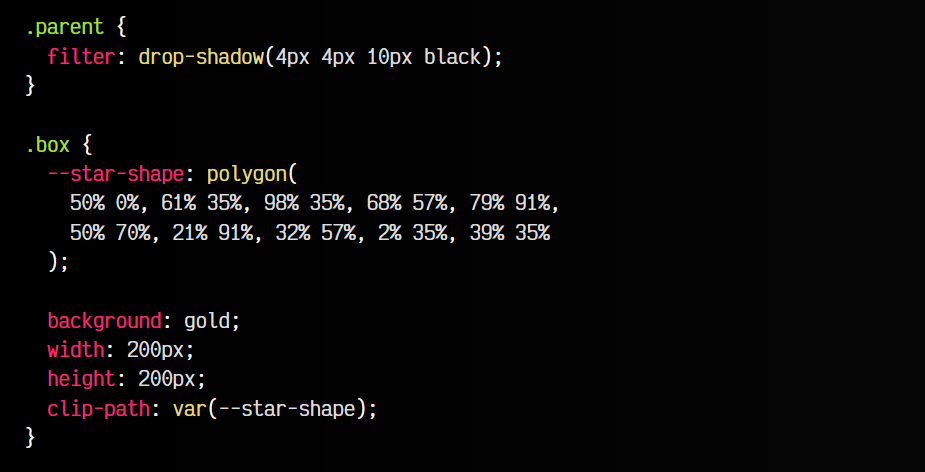 .parent {
  filter: drop-shadow(4px 4px 10px black);
}

.box {
  --star-shape: polygon(
    50% 0%, 61% 35%, 98% 35%, 68% 57%, 79% 91%,
    50% 70%, 21% 91%, 32% 57%, 2% 35%, 39% 35%
  );

  background: gold;
  width: 200px;
  height: 200px;
  clip-path: var(--star-shape);
}